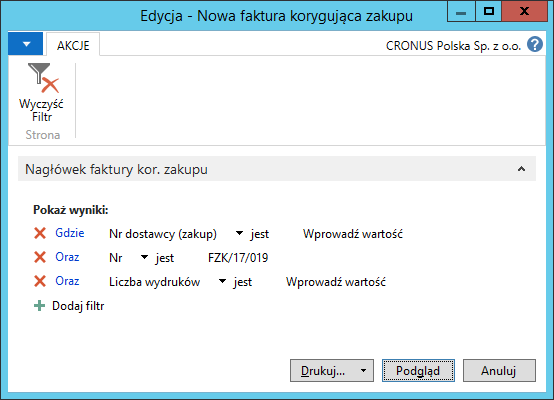 Edycja - Nowa faktura korygująca zakupu
AKCJE
CRONUS Polska Sp. z o.o.
?
Wyczyść
Filtr
Strona
Nagłówek faktury kor. zakupu
Pokaż wyniki:
Gdzie Nr dostawcy (zakup) jest Wprowadź wartość
Oraz Nr jest FZK/17/019
Oraz Liczba wydruków jest Wprowadź wartość
Dodaj filtr
Drukuj... Podgląd Anuluj